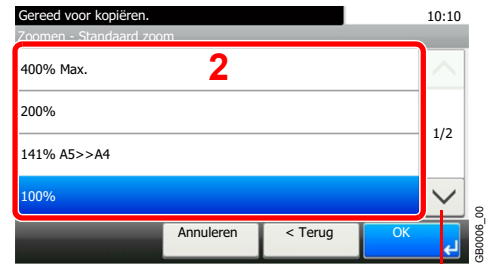 Gereed voor kopiëren. 10:10
Zoomen - Standaard zoom
400% Max.
2
200%
1/2
141% A5>>A4
100%
Annuleren < Terug OK
GB0006_00